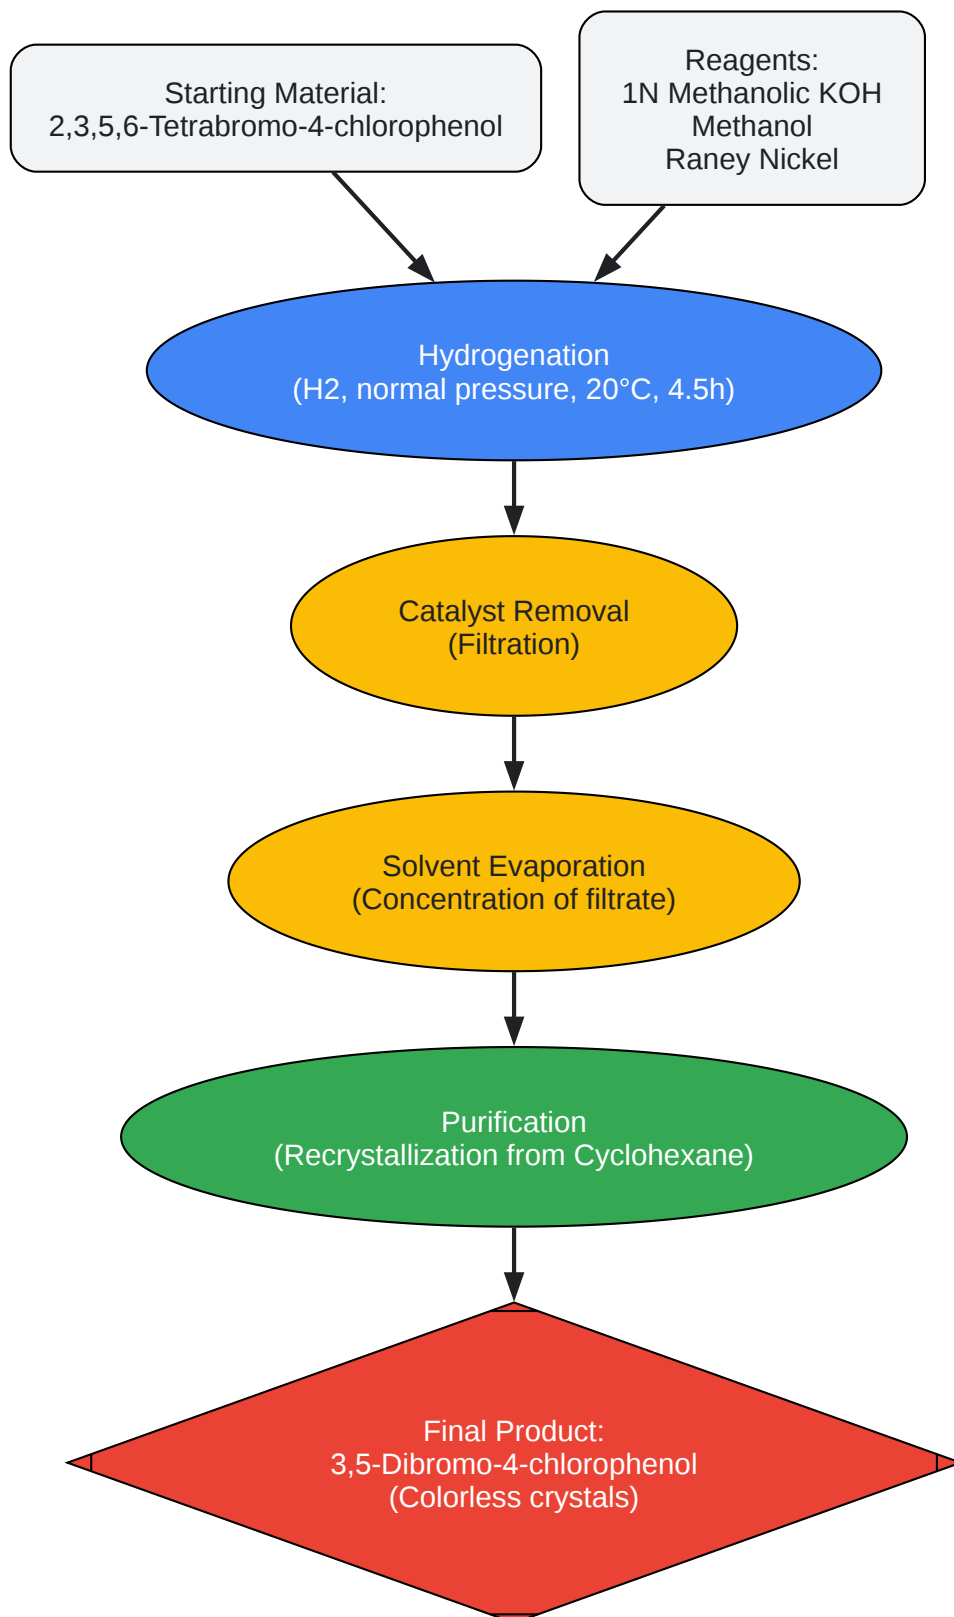 Starting Material:
2,3,5,6-Tetrabromo-4-chlorophenol
Reagents:
1N Methanolic KOH
Methanol
Raney Nickel
Hydrogenation
(H2, normal pressure, 20°C, 4.5h)
Catalyst Removal
(Filtration)
Solvent Evaporation
(Concentration of filtrate)
Purification
(Recrystallization from Cyclohexane)
Final Product:
3,5-Dibromo-4-chlorophenol
(Colorless crystals)